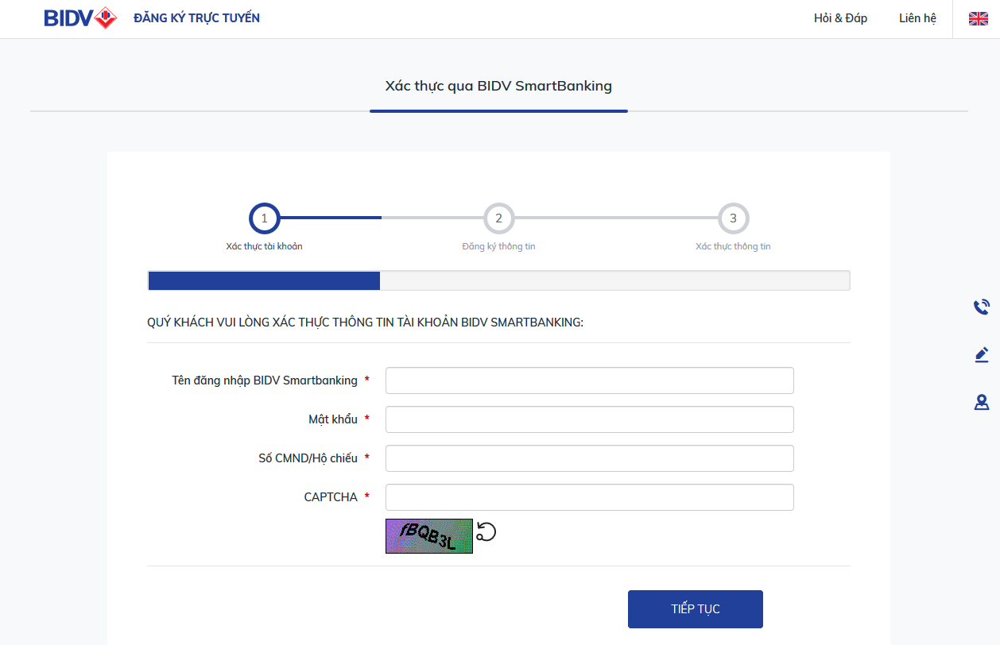 BIDV ĐĂNG KÝ TRỰC TUYẾN Hỏi & Đáp Liên hệ
Xác thực qua BIDV SmartBanking
1 2 3
Xác thực tài khoản Đăng ký thông tin Xác thực thông tin
QUÝ KHÁCH VUI LÒNG XÁC THỰC THÔNG TIN TÀI KHOẢN BIDV SMARTBANKING:
Tên đăng nhập BIDV Smartbanking *
Mật khẩu *
Số CMND/Hộ chiếu *
CAPTCHA *
fBQB3L
TIẾP TỤC